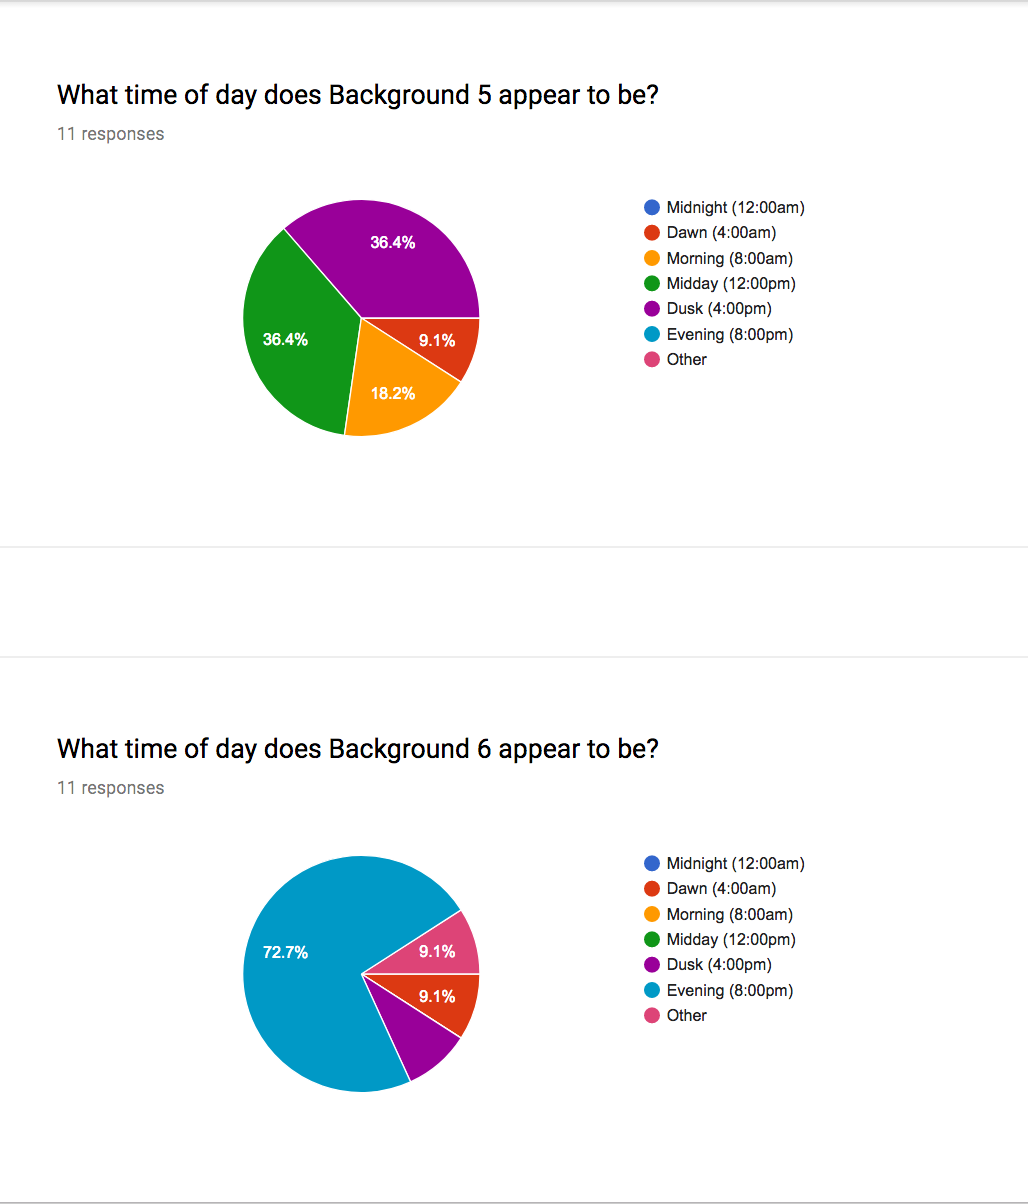 What time of day does Background 5 appear to be?
11 responses
Midnight (12:00am)
Dawn (4:00am)
Morning (8:00am)
Midday (12:00pm)
Dusk (4:00pm)
Evening (8:00pm)
Other
36.4%
36.4%
9.1%
18.2%
What time of day does Background 6 appear to be?
11 responses
Midnight (12:00am)
Dawn (4:00am)
Morning (8:00am)
Midday (12:00pm)
Dusk (4:00pm)
Evening (8:00pm)
Other
72.7%
9.1%
9.1%